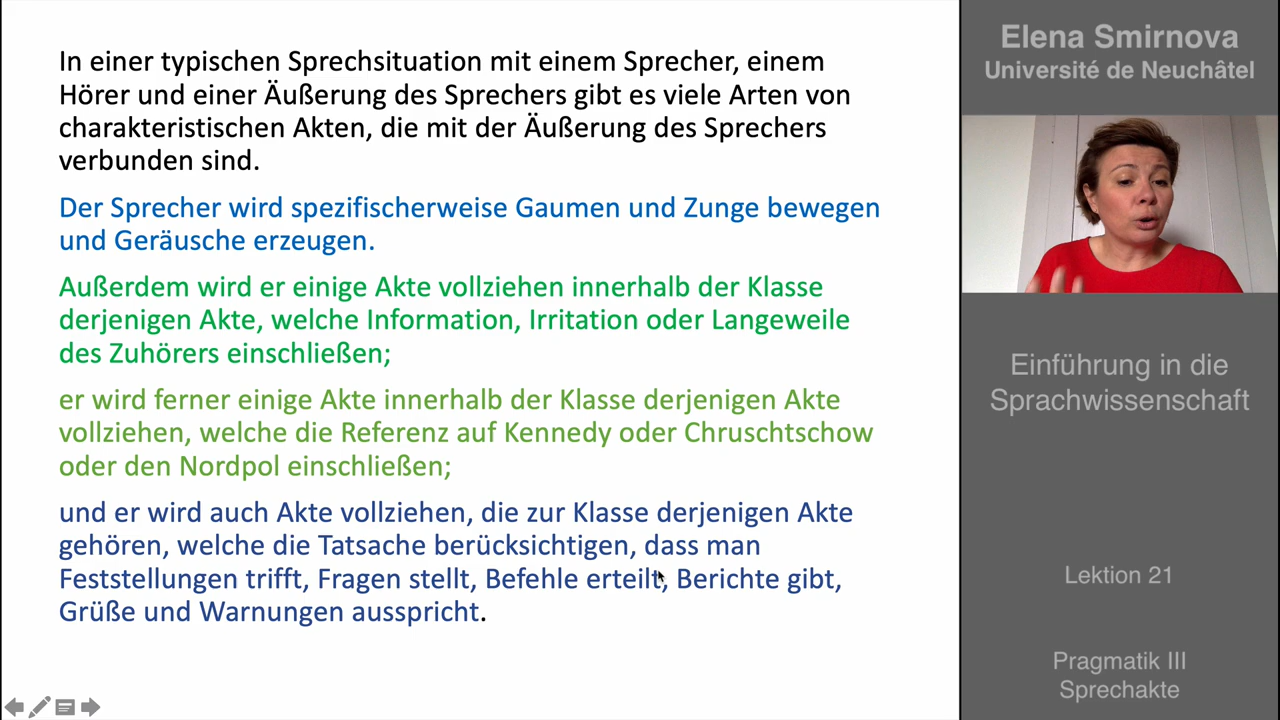 In einer typischen Sprechsituation mit einem Sprecher, einem
Hörer und einer Äußerung des Sprechers gibt es viele Arten von
charakteristischen Akten, die mit der Äußerung des Sprechers
verbunden sind.
Der Sprecher wird spezifischerweise Gaumen und Zunge bewegen
und Geräusche erzeugen.
Außerdem wird er einige Akte vollziehen innerhalb der Klasse
derjenigen Akte, welche Information, Irritation oder Langeweile
des Zuhörers einschließen;
er wird ferner einige Akte innerhalb der Klasse derjenigen Akte
vollziehen, welche die Referenz auf Kennedy oder Chruschtschow
oder den Nordpol einschließen;
und er wird auch Akte vollziehen, die zur Klasse derjenigen Akte
gehören, welche die Tatsache berücksichtigen, dass man
Feststellungen trifft, Fragen stellt, Befehle erteilt, Berichte gibt,
Grüße und Warnungen ausspricht.
Elena Smirnova
Université de Neuchâtel
Einführung in die
Sprachwissenschaft
Lektion 21
Pragmatik III
Sprechakte